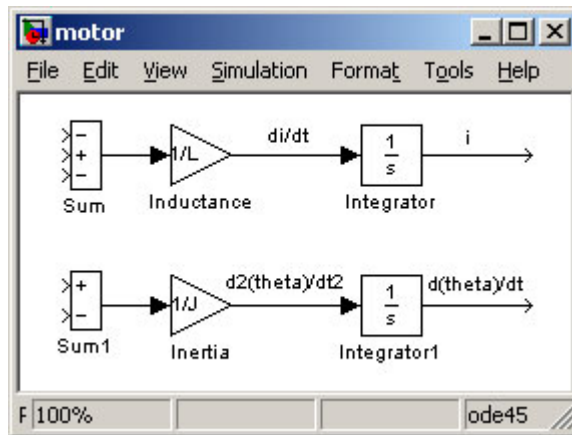 motor
File Edit View Simulation Format Tools Help
di/dt i
− + − 1/L 1/s
Sum Inductance Integrator
d2(theta)/dt2 d(theta)/dt
+ − 1/J 1/s
Sum1 Inertia Integrator1
F 100% ode45